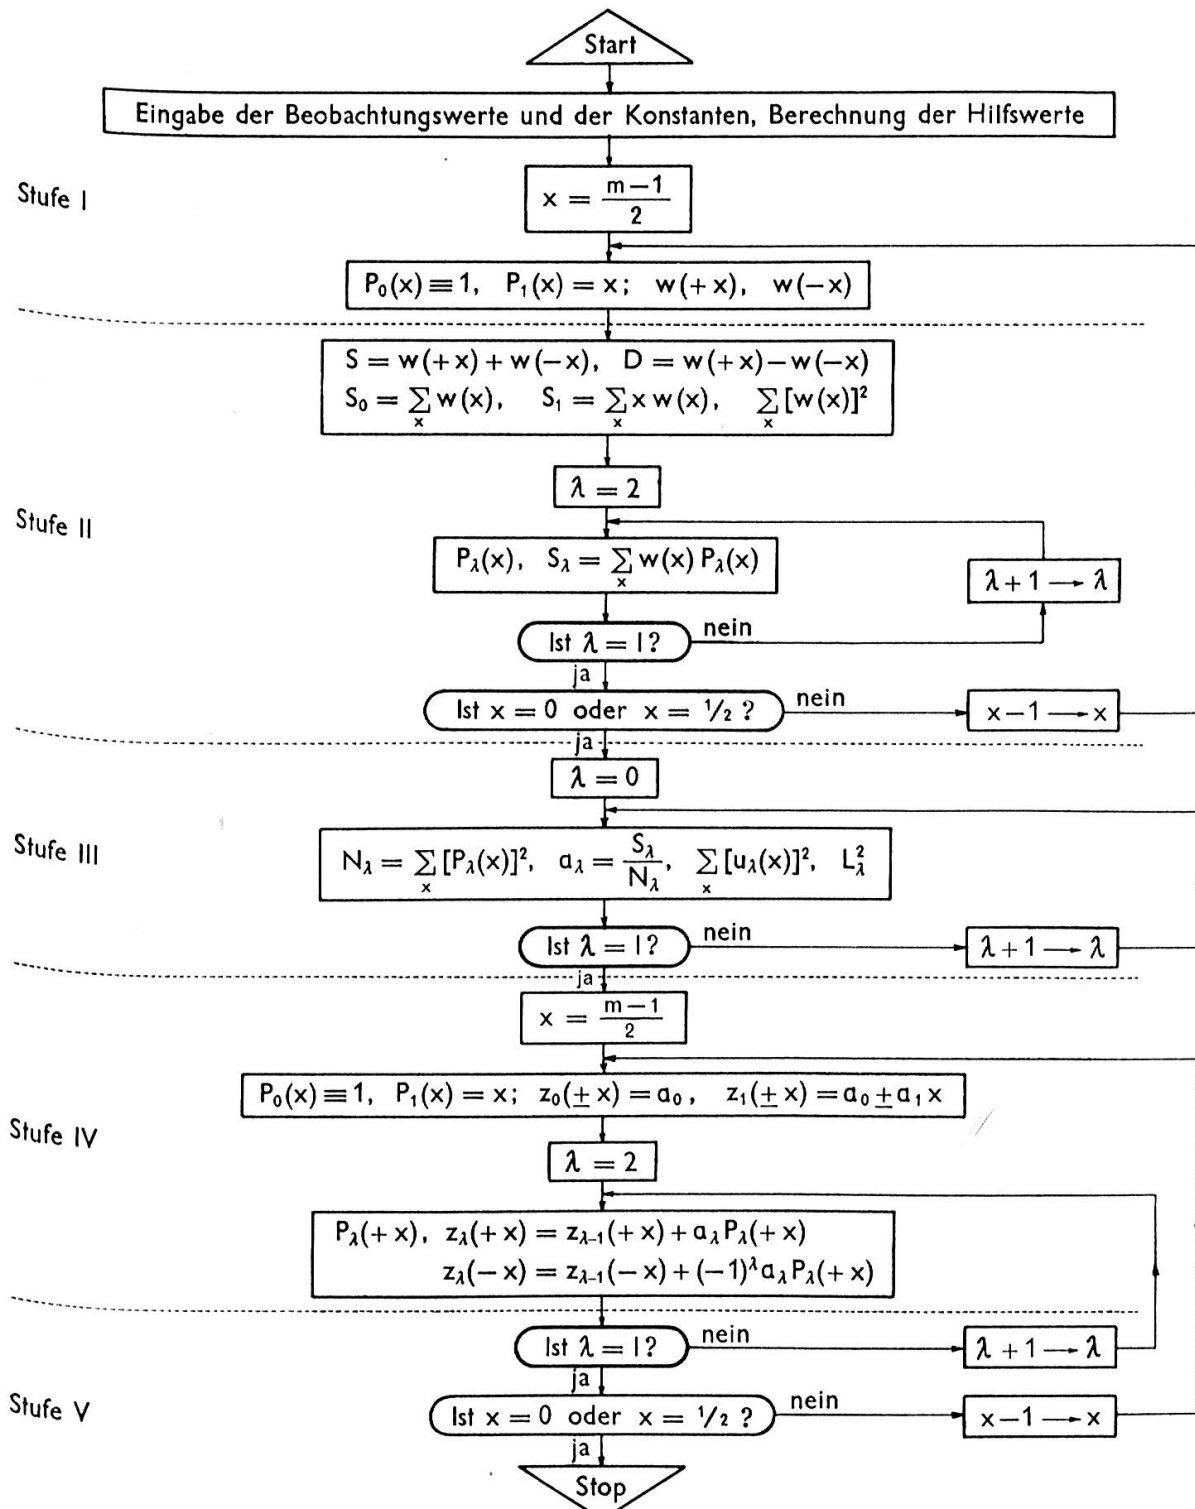 Start
Eingabe der Beobachtungswerte und der Konstanten, Berechnung der Hilfswerte
Stufe I
x = (m−1)/2
P₀(x) ≡ 1, P₁(x) = x; w(+x), w(−x)
S = w(+x) + w(−x), D = w(+x) − w(−x)
S₀ = ∑ₓ w(x), S₁ = ∑ₓ x w(x), ∑ₓ [w(x)]²
λ = 2
Stufe II
P_λ(x), S_λ = ∑ₓ w(x) P_λ(x)
λ + 1 → λ
Ist λ = l?
nein
ja
Ist x = 0 oder x = ½ ?
nein
x − 1 → x
ja
λ = 0
Stufe III
N_λ = ∑ₓ [P_λ(x)]², a_λ = S_λ/N_λ, ∑ₓ [u_λ(x)]², L_λ²
Ist λ = l?
nein
λ + 1 → λ
ja
x = (m−1)/2
P₀(x) ≡ 1, P₁(x) = x; z₀(± x) = a₀, z₁(± x) = a₀ ± a₁x
Stufe IV
λ = 2
P_λ(+x), z_λ(+x) = z_{λ-1}(+x) + a_λ P_λ(+x)
z_λ(−x) = z_{λ-1}(−x) + (−1)^λ a_λ P_λ(+x)
Ist λ = l?
nein
λ + 1 → λ
ja
Stufe V
Ist x = 0 oder x = ½ ?
nein
x − 1 → x
ja
Stop